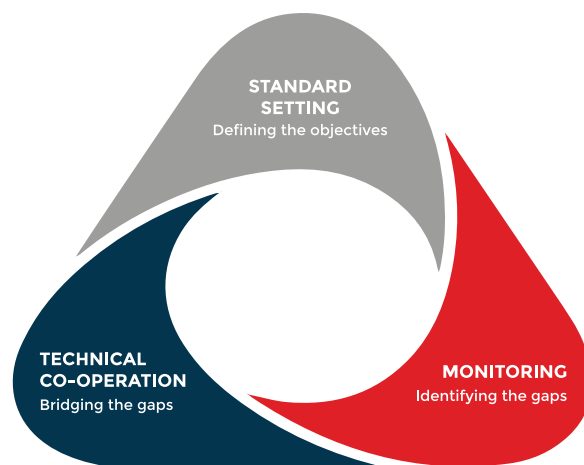 STANDARD
SETTING
Defining the objectives
TECHNICAL
CO-OPERATION
Bridging the gaps
MONITORING
Identifying the gaps